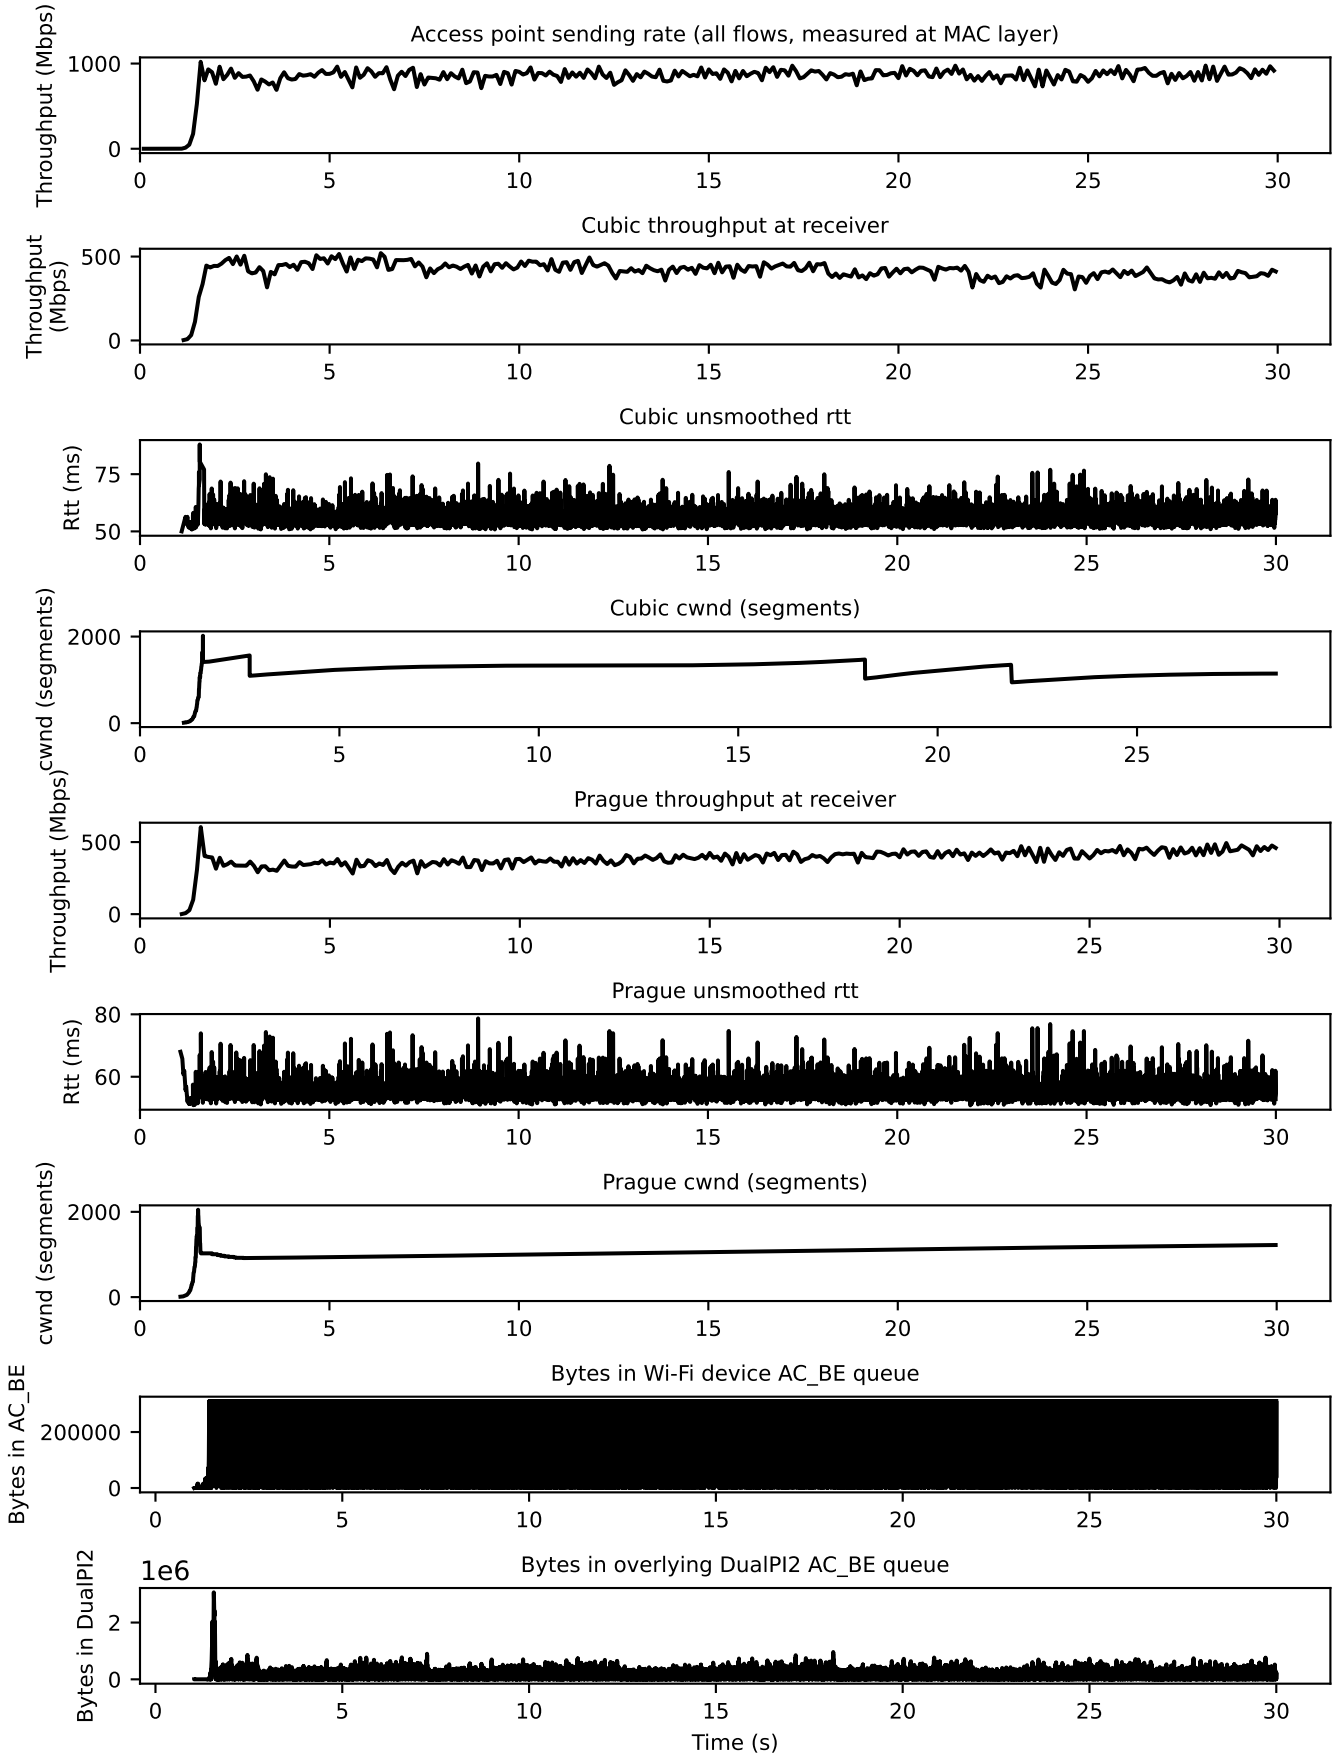 Access point sending rate (all flows, measured at MAC layer)
Throughput (Mbps)
1000
0
0 5 10 15 20 25 30
Cubic throughput at receiver
Throughput
(Mbps)
500
0
0 5 10 15 20 25 30
Cubic unsmoothed rtt
Rtt (ms)
75
50
0 5 10 15 20 25 30
Cubic cwnd (segments)
cwnd (segments)
2000
0
0 5 10 15 20 25
Prague throughput at receiver
Throughput (Mbps)
500
0
0 5 10 15 20 25 30
Prague unsmoothed rtt
Rtt (ms)
80
60
0 5 10 15 20 25 30
Prague cwnd (segments)
cwnd (segments)
2000
0
0 5 10 15 20 25 30
Bytes in Wi-Fi device AC_BE queue
Bytes in AC_BE
200000
0
0 5 10 15 20 25 30
1e6
Bytes in overlying DualPI2 AC_BE queue
Bytes in DualPI2
2
0
0 5 10 15 20 25 30
Time (s)